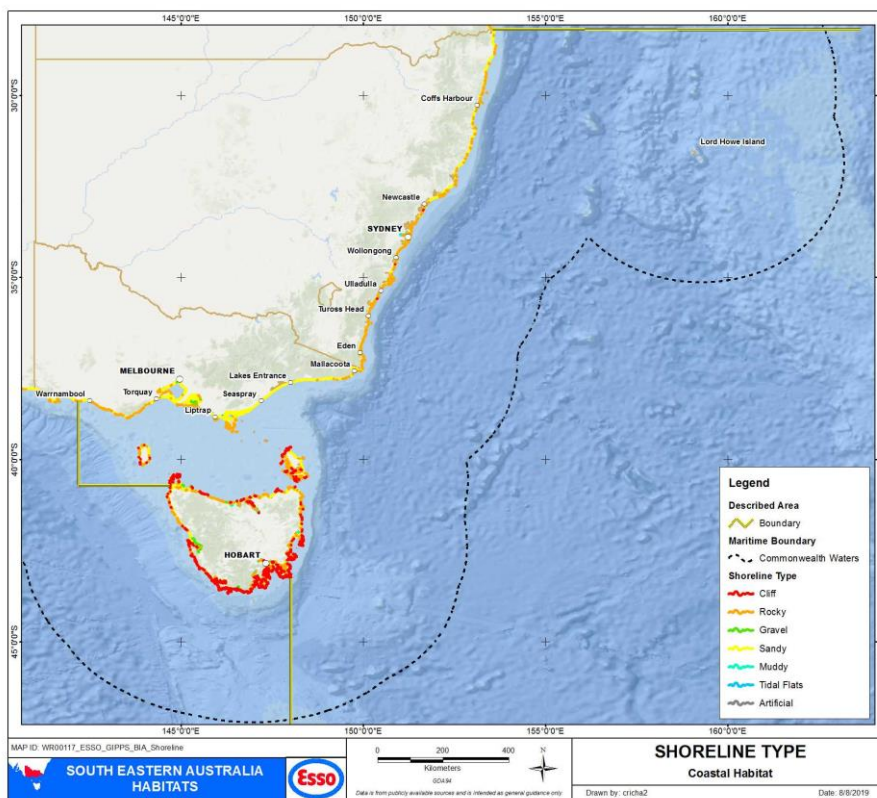 145°0'0"E 150°0'0"E 155°0'0"E 160°0'0"E
30°0'0"S
35°0'0"S
40°0'0"S
45°0'0"S
Coffs Harbour
Lord Howe Island
Newcastle
SYDNEY
Wollongong
Ulladulla
Tuross Head
Eden
Mallacoota
MELBOURNE
Lakes Entrance
Warrnambool
Torquay
Seaspray
Liptrap
HOBART
Legend
Described Area
Boundary
Maritime Boundary
Commonwealth Waters
Shoreline Type
Cliff
Rocky
Gravel
Sandy
Muddy
Tidal Flats
Artificial
145°0'0"E 150°0'0"E 155°0'0"E 160°0'0"E
MAP ID: WR00117_ESSO_GIPPS_BIA_Shoreline
SOUTH EASTERN AUSTRALIA
HABITATS
Esso
0 200 400
Kilometers
GDA94
N
Data is from publicly available sources and is intended as general guidance only
SHORELINE TYPE
Coastal Habitat
Drawn by: cricha2 Date: 8/8/2019